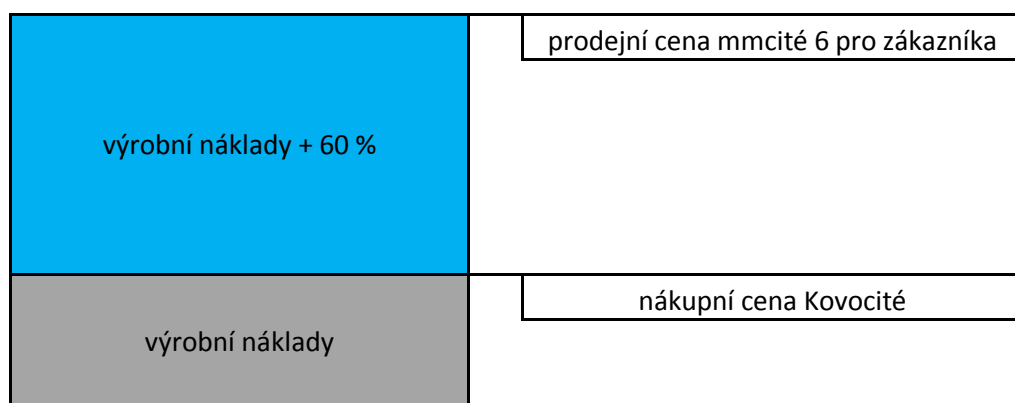 prodejní cena mmcité 6 pro zákazníka
výrobní náklady + 60 %
nákupní cena Kovocité
výrobní náklady